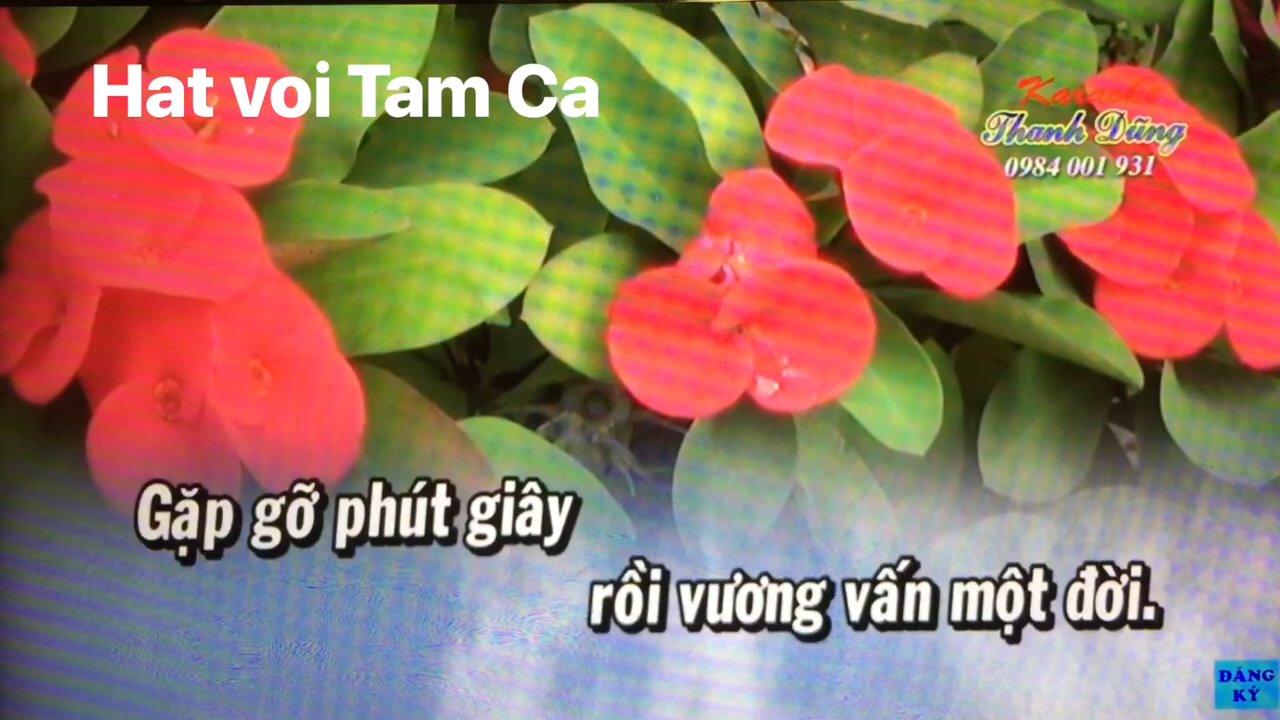 Hat voi Tam Ca
Karaoke
Thanh Dũng
0984 001 931
Gặp gỡ phút giây
rồi vương vấn một đời.
ĐĂNG
KÝ